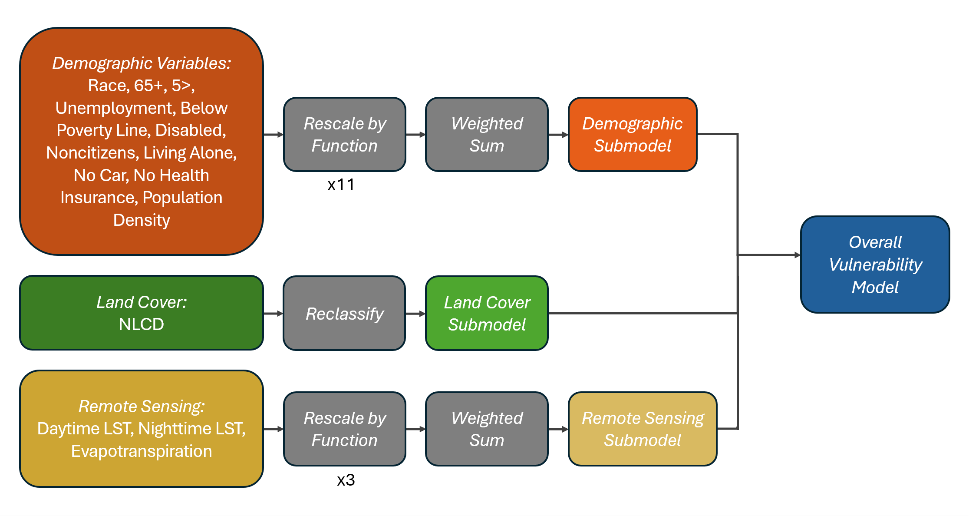 Demographic Variables:
Race, 65+, 5>,
Unemployment, Below
Poverty Line, Disabled,
Noncitizens, Living Alone,
No Car, No Health
Insurance, Population
Density
Rescale by
Function
x11
Weighted
Sum
Demographic
Submodel
Land Cover:
NLCD
Reclassify
Land Cover
Submodel
Remote Sensing:
Daytime LST, Nighttime LST,
Evapotranspiration
Rescale by
Function
x3
Weighted
Sum
Remote Sensing
Submodel
Overall
Vulnerability
Model